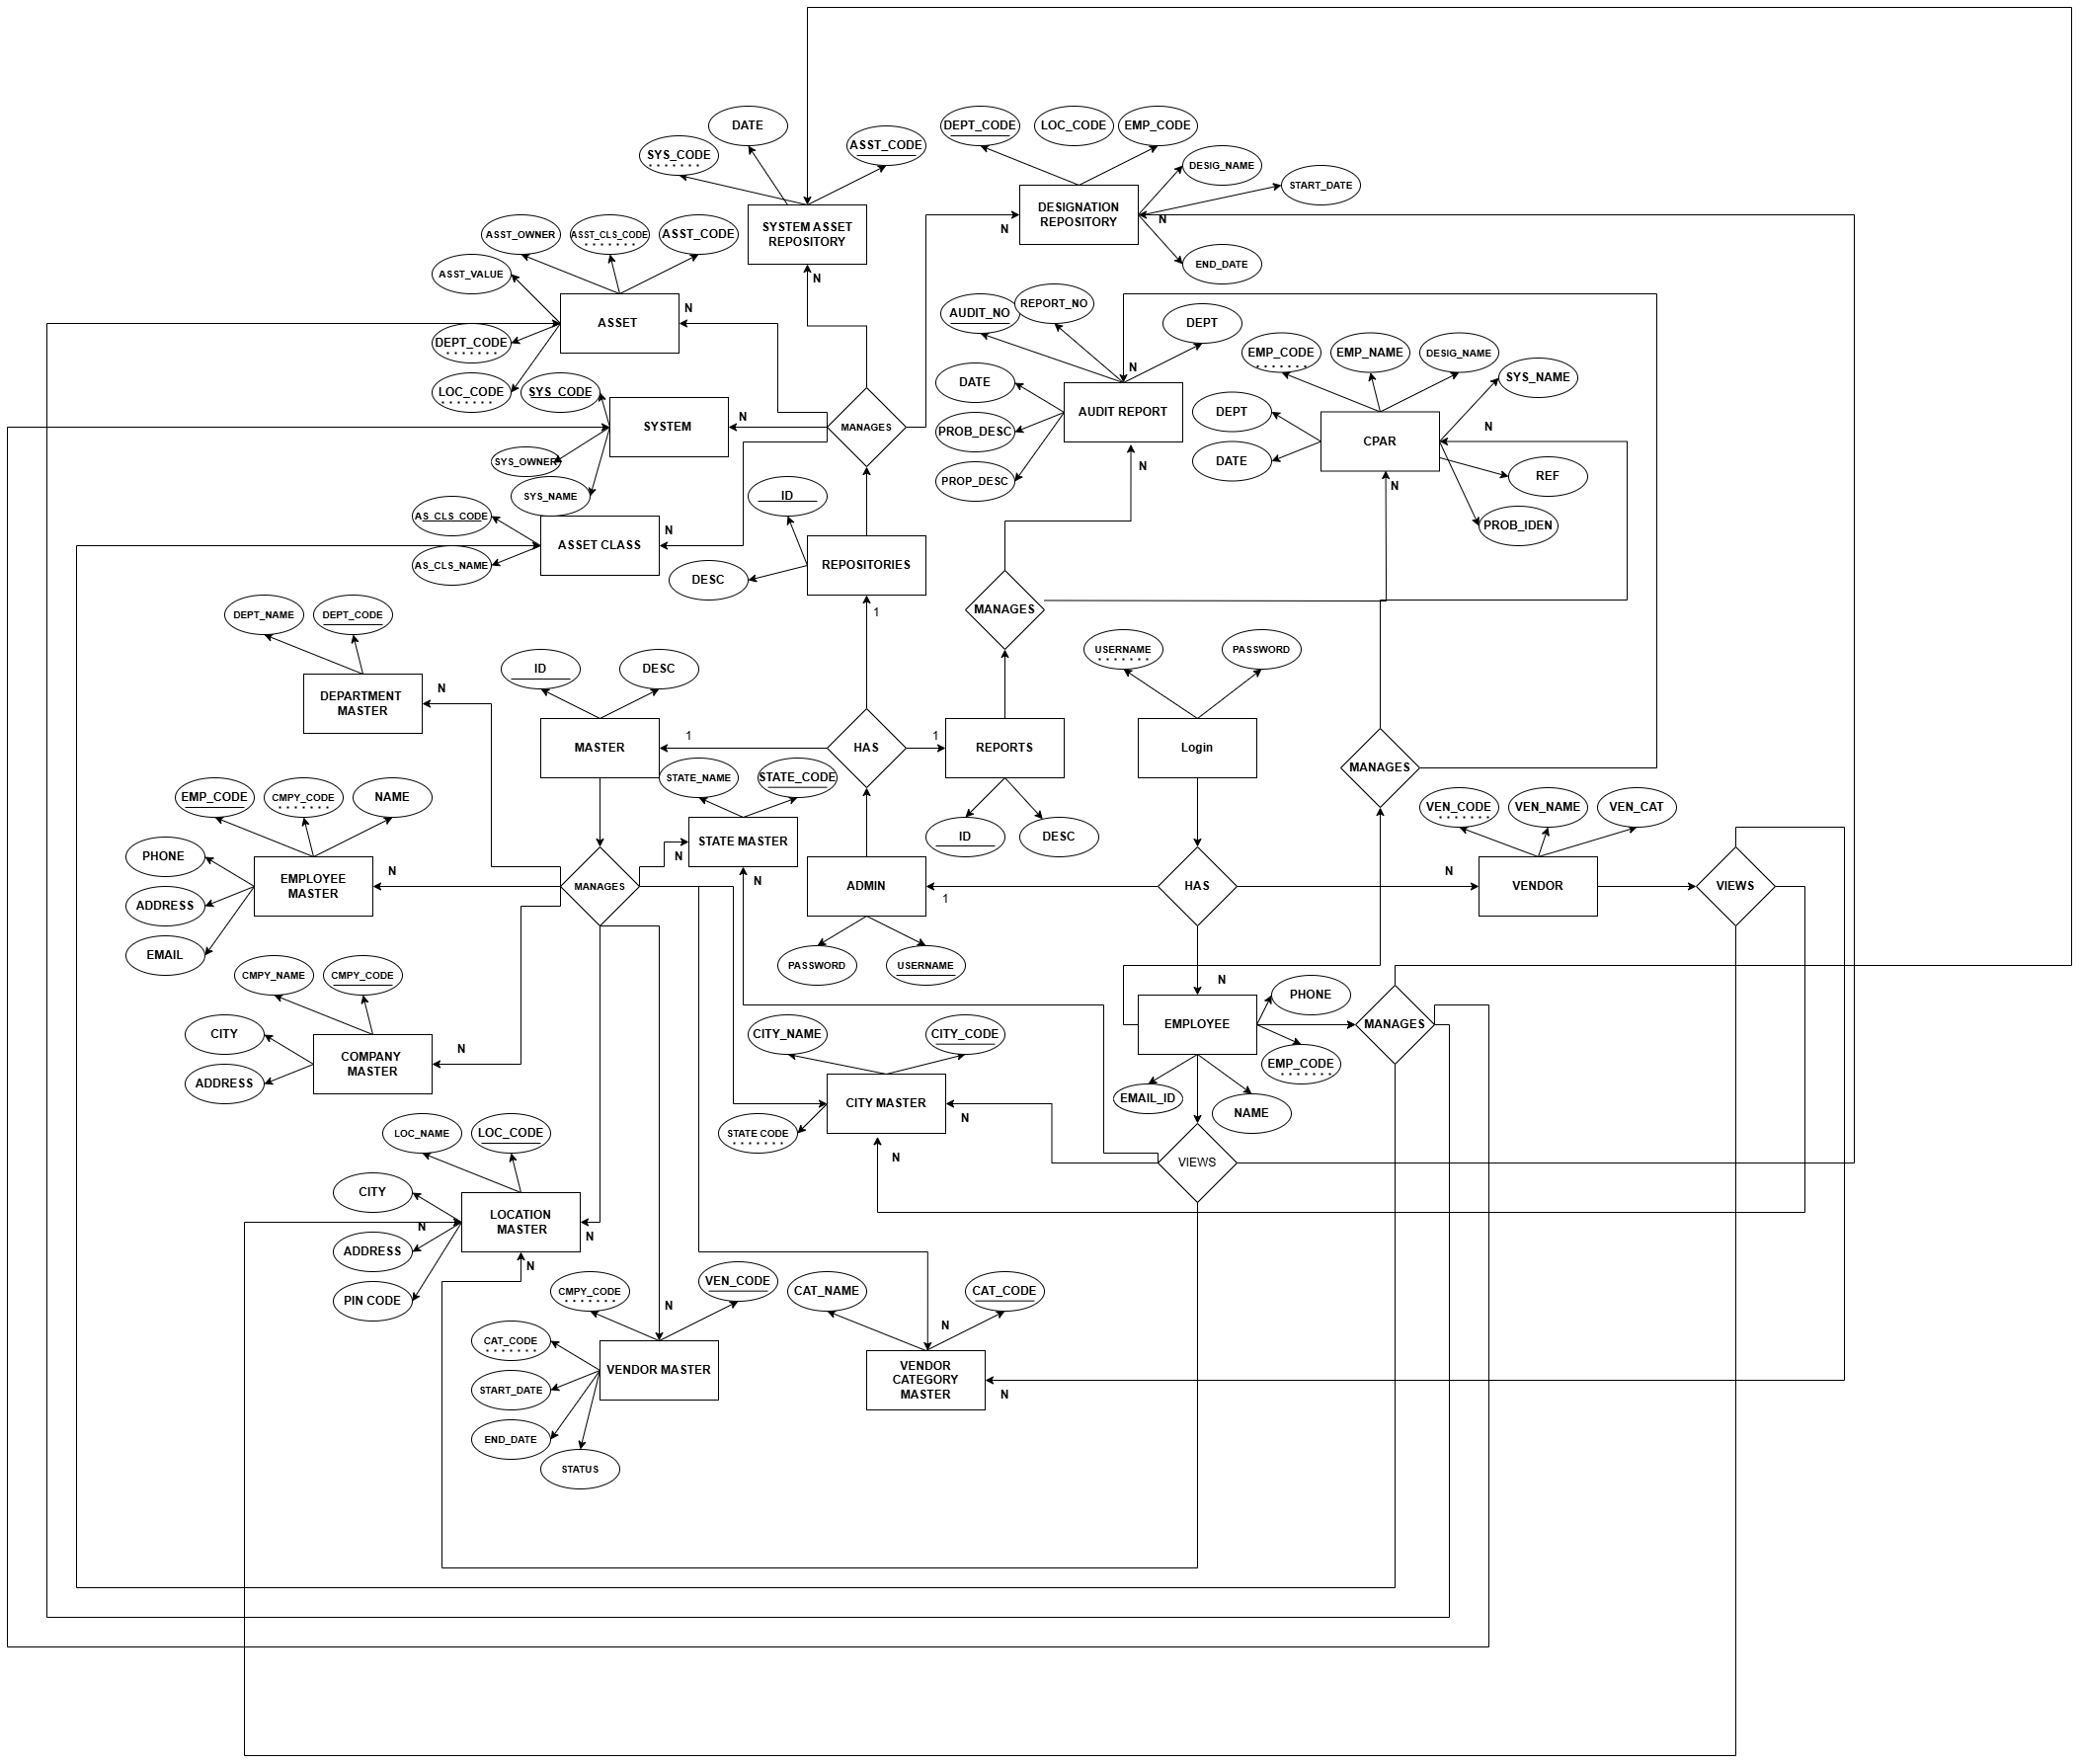 DATE
DEPT_CODE
LOC_CODE
EMP_CODE
SYS_CODE
ASST_CODE
DESIG_NAME
START_DATE
DESIGNATION
REPOSITORY
N
SYSTEM ASSET
REPOSITORY
N
ASST_OWNER
ASST_CLS_CODE
ASST_CODE
END_DATE
ASST_VALUE
N
ASSET
N
AUDIT_NO
REPORT_NO
DEPT
DEPT_CODE
LOC_CODE
EMP_CODE
EMP_NAME
DESIG_NAME
SYS_NAME
N
DATE
AUDIT REPORT
DEPT
CPAR
N
SYS_CODE
SYSTEM
N
MANAGES
PROB_DESC
PROP_DESC
DATE
N
N
REF
SYS_OWNER
SYS_NAME
ID
PROB_IDEN
AS_CLS_CODE
ASSET CLASS
N
AS_CLS_NAME
REPOSITORIES
DESC
1
MANAGES
DEPT_NAME
DEPT_CODE
ID
DESC
USERNAME
PASSWORD
DEPARTMENT
MASTER
N
MASTER
1
HAS
1
REPORTS
Login
MANAGES
STATE_NAME
STATE_CODE
EMP_CODE
CMPY_CODE
NAME
ID
DESC
VEN_CODE
VEN_NAME
VEN_CAT
STATE MASTER
N
N
PHONE
EMPLOYEE
MASTER
N
ADDRESS
EMAIL
MANAGES
ADMIN
1
HAS
N
VENDOR
VIEWS
PASSWORD
USERNAME
CMPY_NAME
CMPY_CODE
N
PHONE
CITY
COMPANY
MASTER
N
ADDRESS
CITY_NAME
CITY_CODE
EMPLOYEE
MANAGES
EMP_CODE
EMAIL_ID
NAME
CITY MASTER
N
STATE CODE
N
VIEWS
LOC_NAME
LOC_CODE
CITY
LOCATION
MASTER
N
N
N
ADDRESS
PIN CODE
CMPY_CODE
VEN_CODE
CAT_NAME
CAT_CODE
N
N
CAT_CODE
START_DATE
VENDOR MASTER
VENDOR
CATEGORY
MASTER
N
END_DATE
STATUS